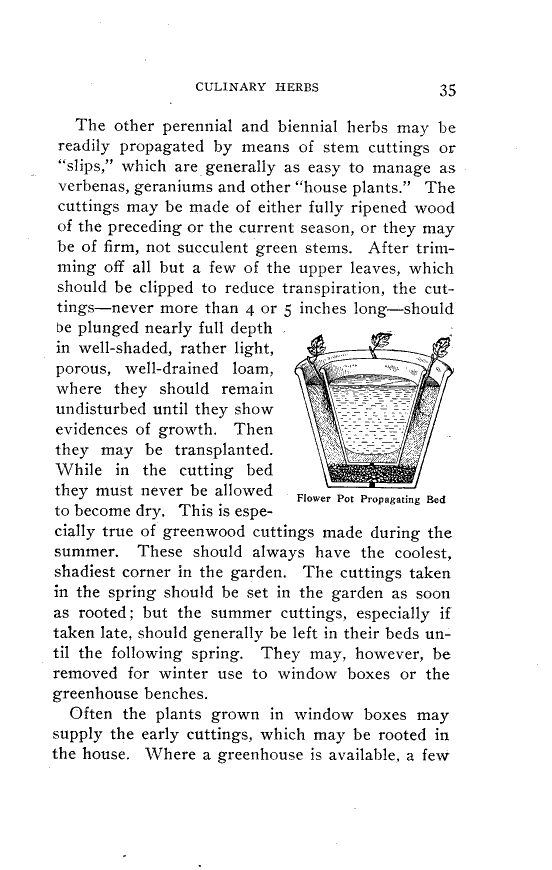 CULINARY HERBS 35
The other perennial and biennial herbs may be
readily propagated by means of stem cuttings or
“slips,” which are generally as easy to manage as
verbenas, geraniums and other “house plants.” The
cuttings may be made of either fully ripened wood
of the preceding or the current season, or they may
be of firm, not succulent green stems. After trim-
ming off all but a few of the upper leaves, which
should be clipped to reduce transpiration, the cut-
tings—never more than 4 or 5 inches long—should
be plunged nearly full depth
in well-shaded, rather light,
porous, well-drained loam,
where they should remain
undisturbed until they show
evidences of growth. Then
they may be transplanted.
While in the cutting bed
they must never be allowed
to become dry. This is espe-
Flower Pot Propagating Bed
cially true of greenwood cuttings made during the
summer. These should always have the coolest,
shadiest corner in the garden. The cuttings taken
in the spring should be set in the garden as soon
as rooted; but the summer cuttings, especially if
taken late, should generally be left in their beds un-
til the following spring. They may, however, be
removed for winter use to window boxes or the
greenhouse benches.
Often the plants grown in window boxes may
supply the early cuttings, which may be rooted in
the house. Where a greenhouse is available, a few